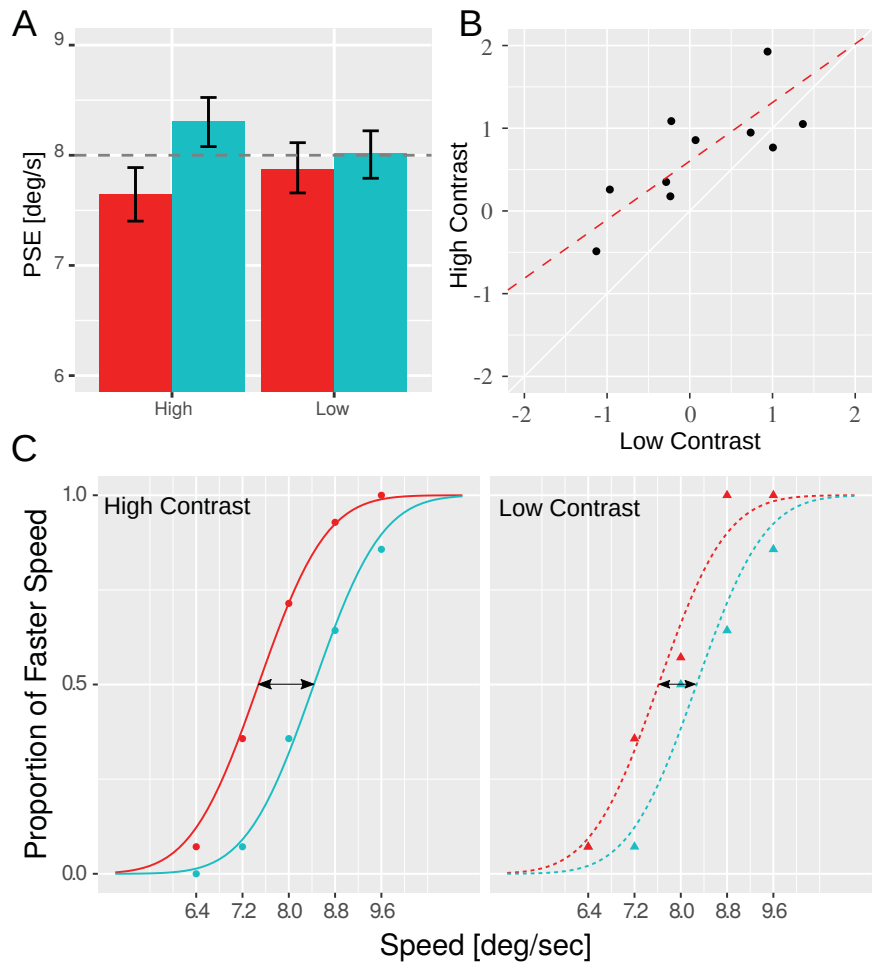 A
9
8
7
6
PSE [deg/s]
High
Low
B
2
1
0
-1
-2
High Contrast
-2
-1
0
1
2
Low Contrast
C
High Contrast
Low Contrast
1.0
0.5
0.0
Proportion of Faster Speed
6.4
7.2
8.0
8.8
9.6
6.4
7.2
8.0
8.8
9.6
Speed [deg/sec]